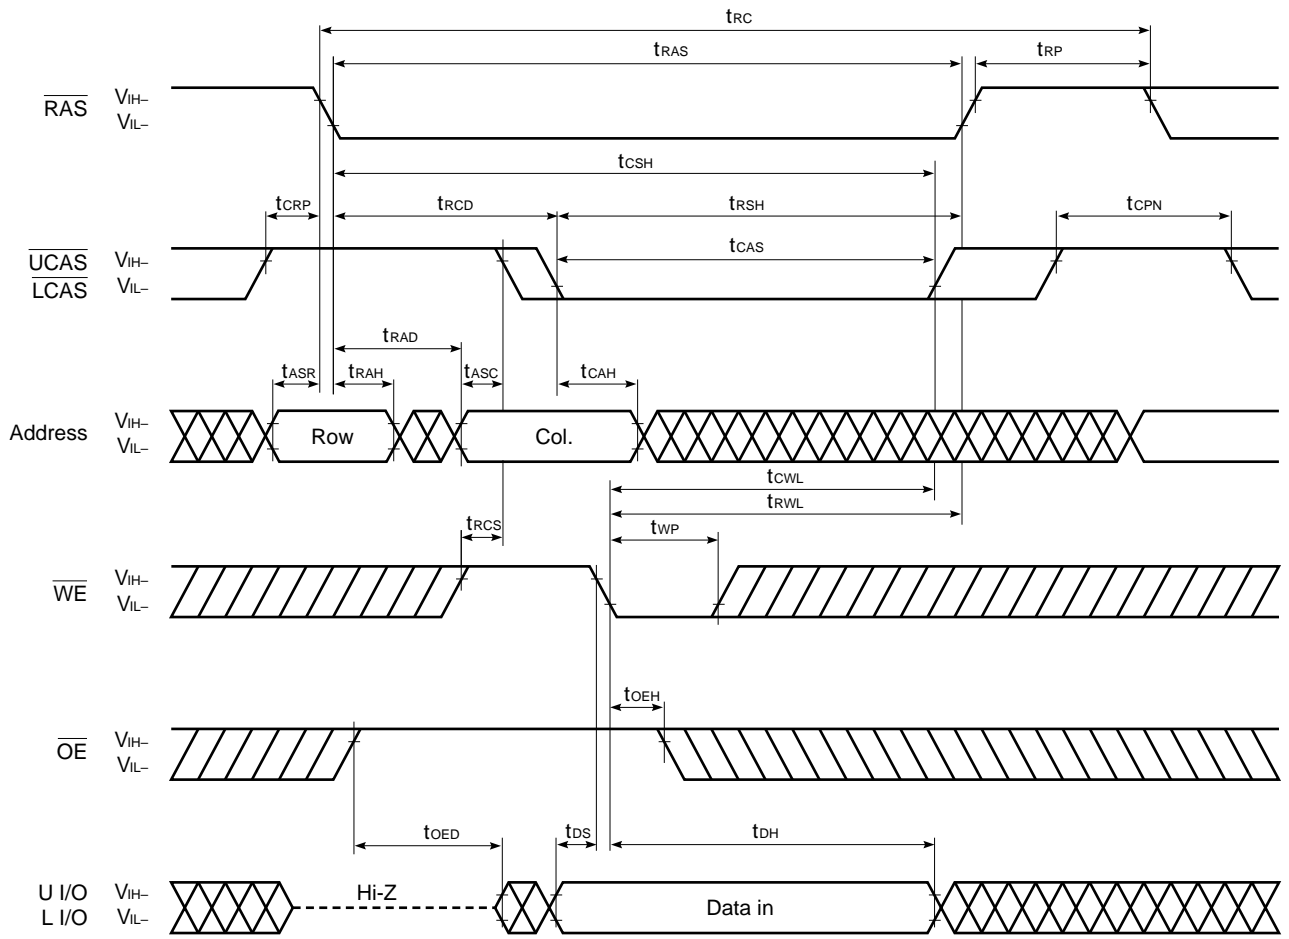 tRC
tRAS
tRP
RAS
VIH–
VIL–
tCSH
tCRP
tRCD
tRSH
tCPN
tCAS
UCAS
LCAS
VIH–
VIL–
tRAD
tASR
tRAH
tASC
tCAH
Address
VIH–
VIL–
Row
Col.
tCWL
tRWL
tRCS
tWP
WE
VIH–
VIL–
tOEH
OE
VIH–
VIL–
tOED
tDS
tDH
U I/O
L I/O
VIH–
VIL–
Hi-Z
Data in